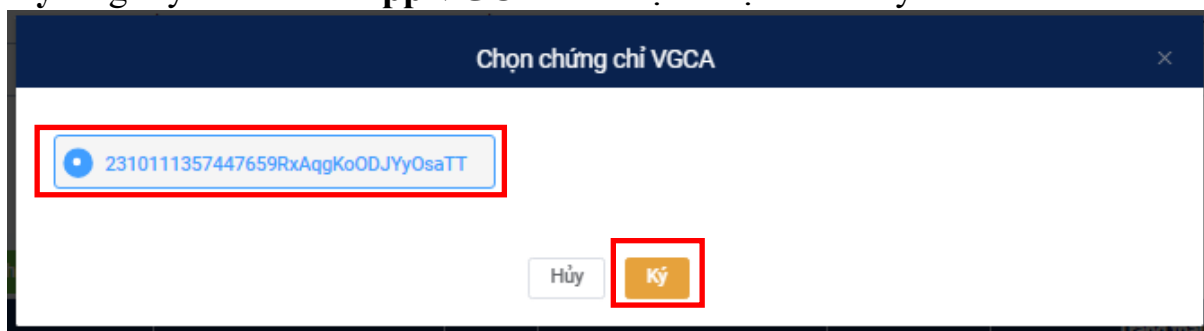 Chọn chứng chỉ VGCA
2310111357447659RxAqgKoODJYyOsaTT
Hủy Ký